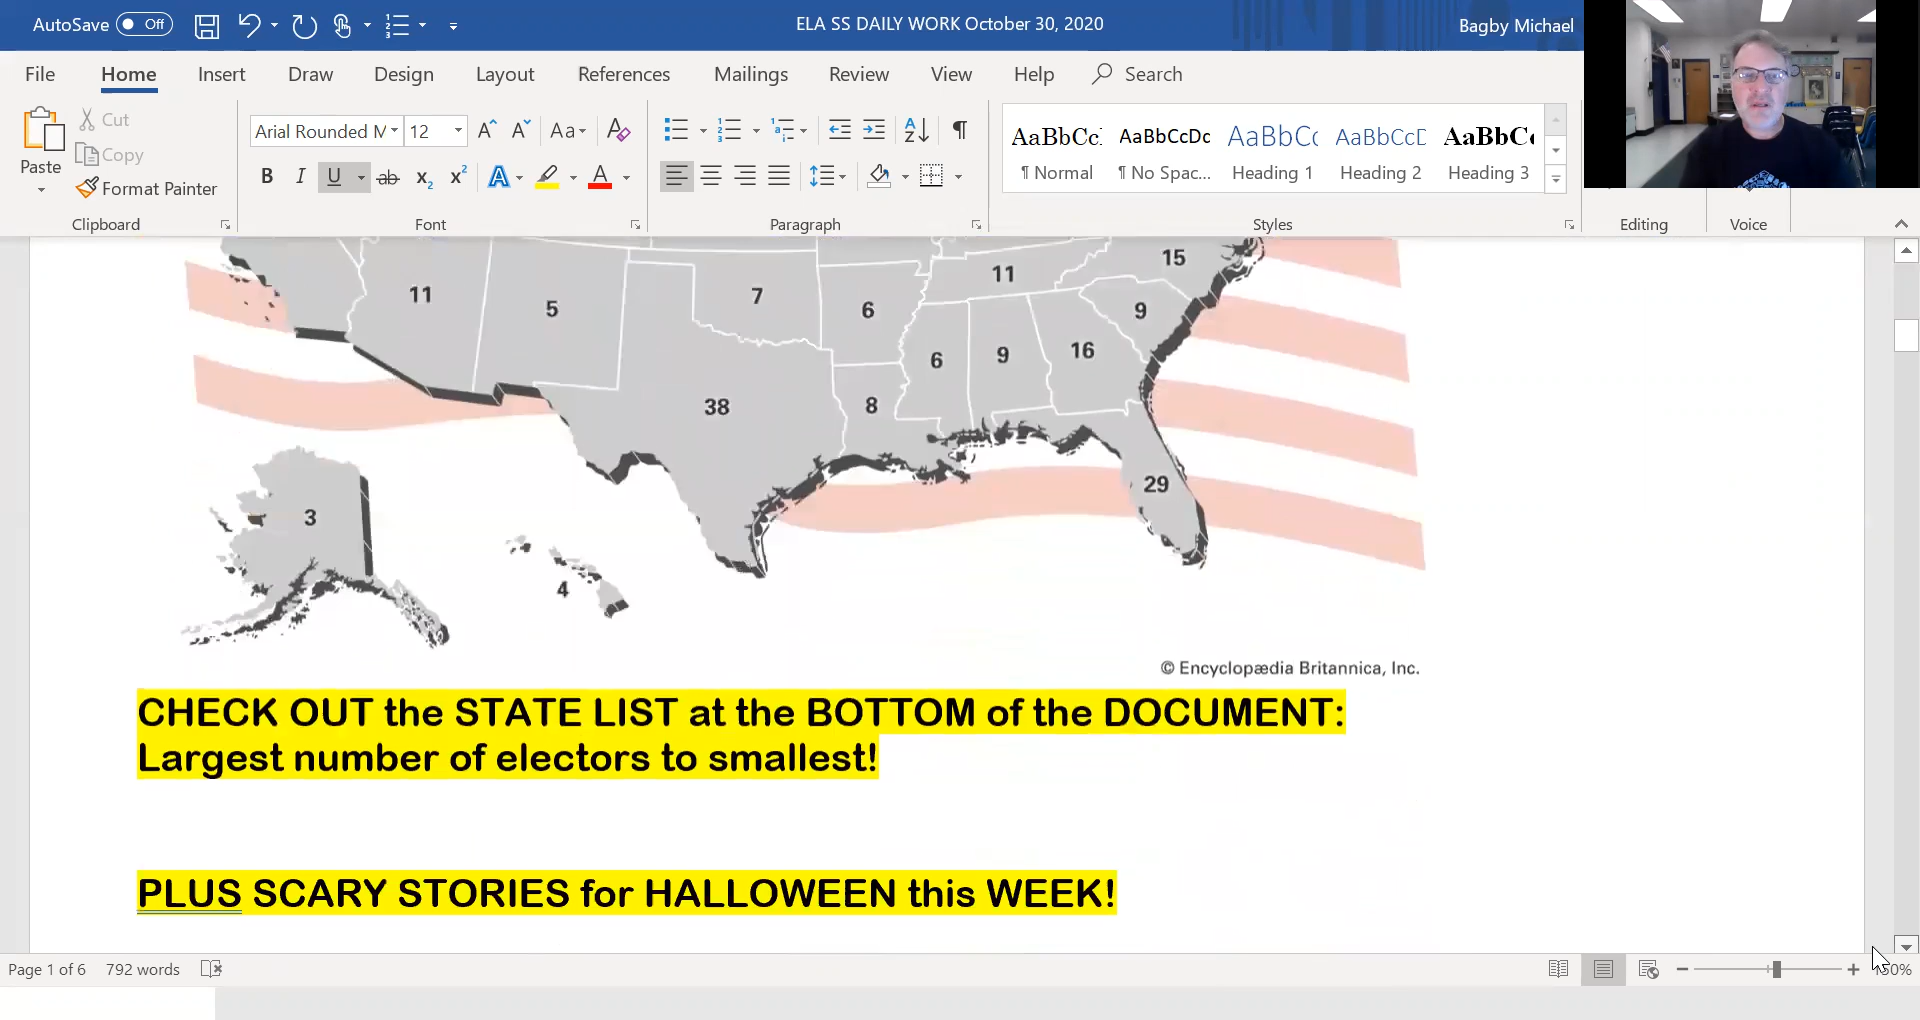 AutoSave Off ELA SS DAILY WORK October 30, 2020 Bagby Michael
File Home Insert Draw Design Layout References Mailings Review View Help Search
Paste
Cut
Copy
Format Painter
Clipboard
Arial Rounded M 12
Font
Paragraph
AaBbCc AaBbCcDc AaBbCc AaBbCcD AaBbCc
¶ Normal ¶ No Spac... Heading 1 Heading 2 Heading 3
Styles
Editing
Voice
15
11
11
5
7
6
9
6
9
16
38
8
29
3
4
© Encyclopædia Britannica, Inc.
CHECK OUT the STATE LIST at the BOTTOM of the DOCUMENT:
Largest number of electors to smallest!
PLUS SCARY STORIES for HALLOWEEN this WEEK!
Page 1 of 6 792 words